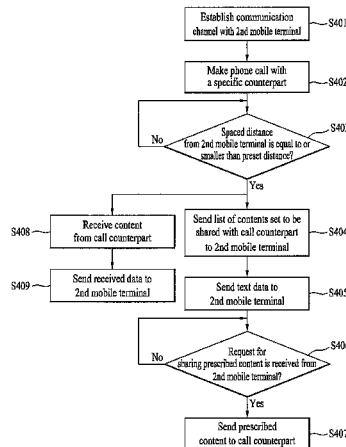 Establish communication
channel with 2nd mobile terminal
S401
Make phone call with
a specific counterpart
S402
Spaced distance
from 2nd mobile terminal is equal to or
smaller than preset distance?
No
Yes
S408
Receive content
from call counterpart
Send list of contents set to be
shared with call counterpart
to 2nd mobile terminal
S404
S409
Send received data to
2nd mobile terminal
Send text data to
2nd mobile terminal
Request for
sharing prescribed content is received from
2nd mobile terminal?
No
Yes
Send prescribed
content to call counterpart
S407